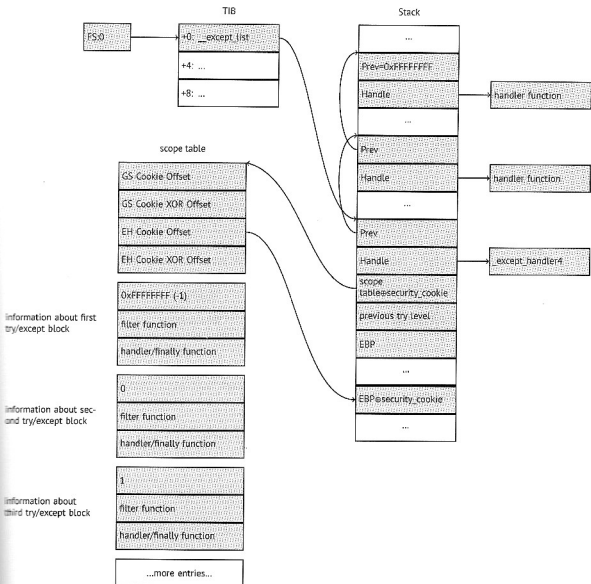 TIB
Stack
FS:0
+0: __except_list
+4: ...
+8: ...
...
Prev=0xFFFFFFFF
Handle
handler function
...
Prev
Handle
handler function
...
Prev
Handle
_except_handler4
scope
table⊕security_cookie
previous try level
EBP
...
EBP⊕security_cookie
...
scope table
GS Cookie Offset
GS Cookie XOR Offset
EH Cookie Offset
EH Cookie XOR Offset
information about first
try/except block
0xFFFFFFFF (-1)
filter function
handler/finally function
information about sec-
ond try/except block
0
filter function
handler/finally function
information about
third try/except block
1
filter function
handler/finally function
...more entries...